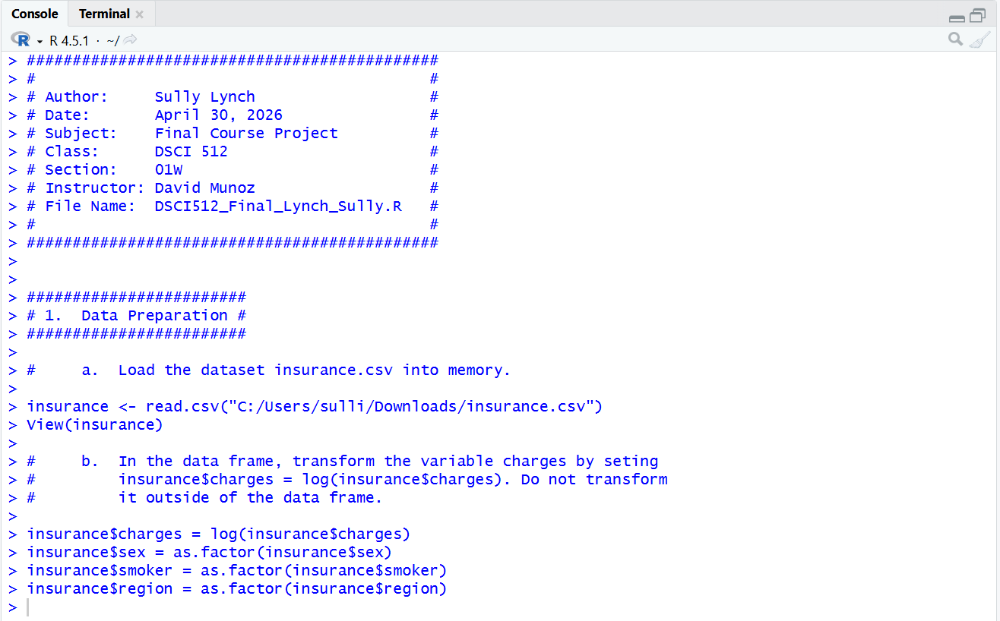 Console Terminal
R R 4.5.1 · ~/
> #############################################
> # #
> # Author: Sully Lynch #
> # Date: April 30, 2026 #
> # Subject: Final Course Project #
> # Class: DSCI 512 #
> # Section: 01W #
> # Instructor: David Munoz #
> # File Name: DSCI512_Final_Lynch_Sully.R #
> # #
> #############################################
>
>
> ########################
> # 1. Data Preparation #
> ########################
>
> # a. Load the dataset insurance.csv into memory.
>
> insurance <- read.csv("C:/Users/sulli/Downloads/insurance.csv")
> View(insurance)
>
> # b. In the data frame, transform the variable charges by seting
> # insurance$charges = log(insurance$charges). Do not transform
> # it outside of the data frame.
>
> insurance$charges = log(insurance$charges)
> insurance$sex = as.factor(insurance$sex)
> insurance$smoker = as.factor(insurance$smoker)
> insurance$region = as.factor(insurance$region)
>